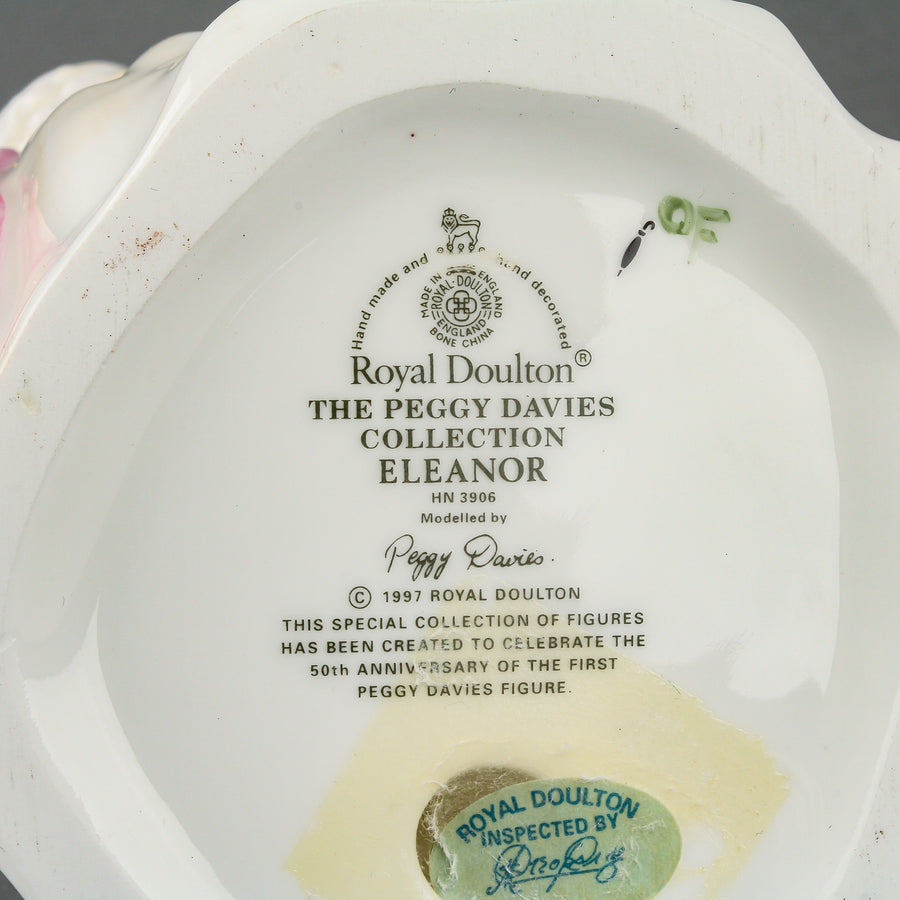 Hand made and hand decorated
MADE IN ENGLAND
ROYAL·DOULTON
ENGLAND
BONE CHINA
Royal Doulton®
THE PEGGY DAVIES
COLLECTION
ELEANOR
HN 3906
Modelled by
Peggy Davies.
© 1997 ROYAL DOULTON
THIS SPECIAL COLLECTION OF FIGURES
HAS BEEN CREATED TO CELEBRATE THE
50th ANNIVERSARY OF THE FIRST
PEGGY DAVIES FIGURE.
ROYAL DOULTON
INSPECTED BY